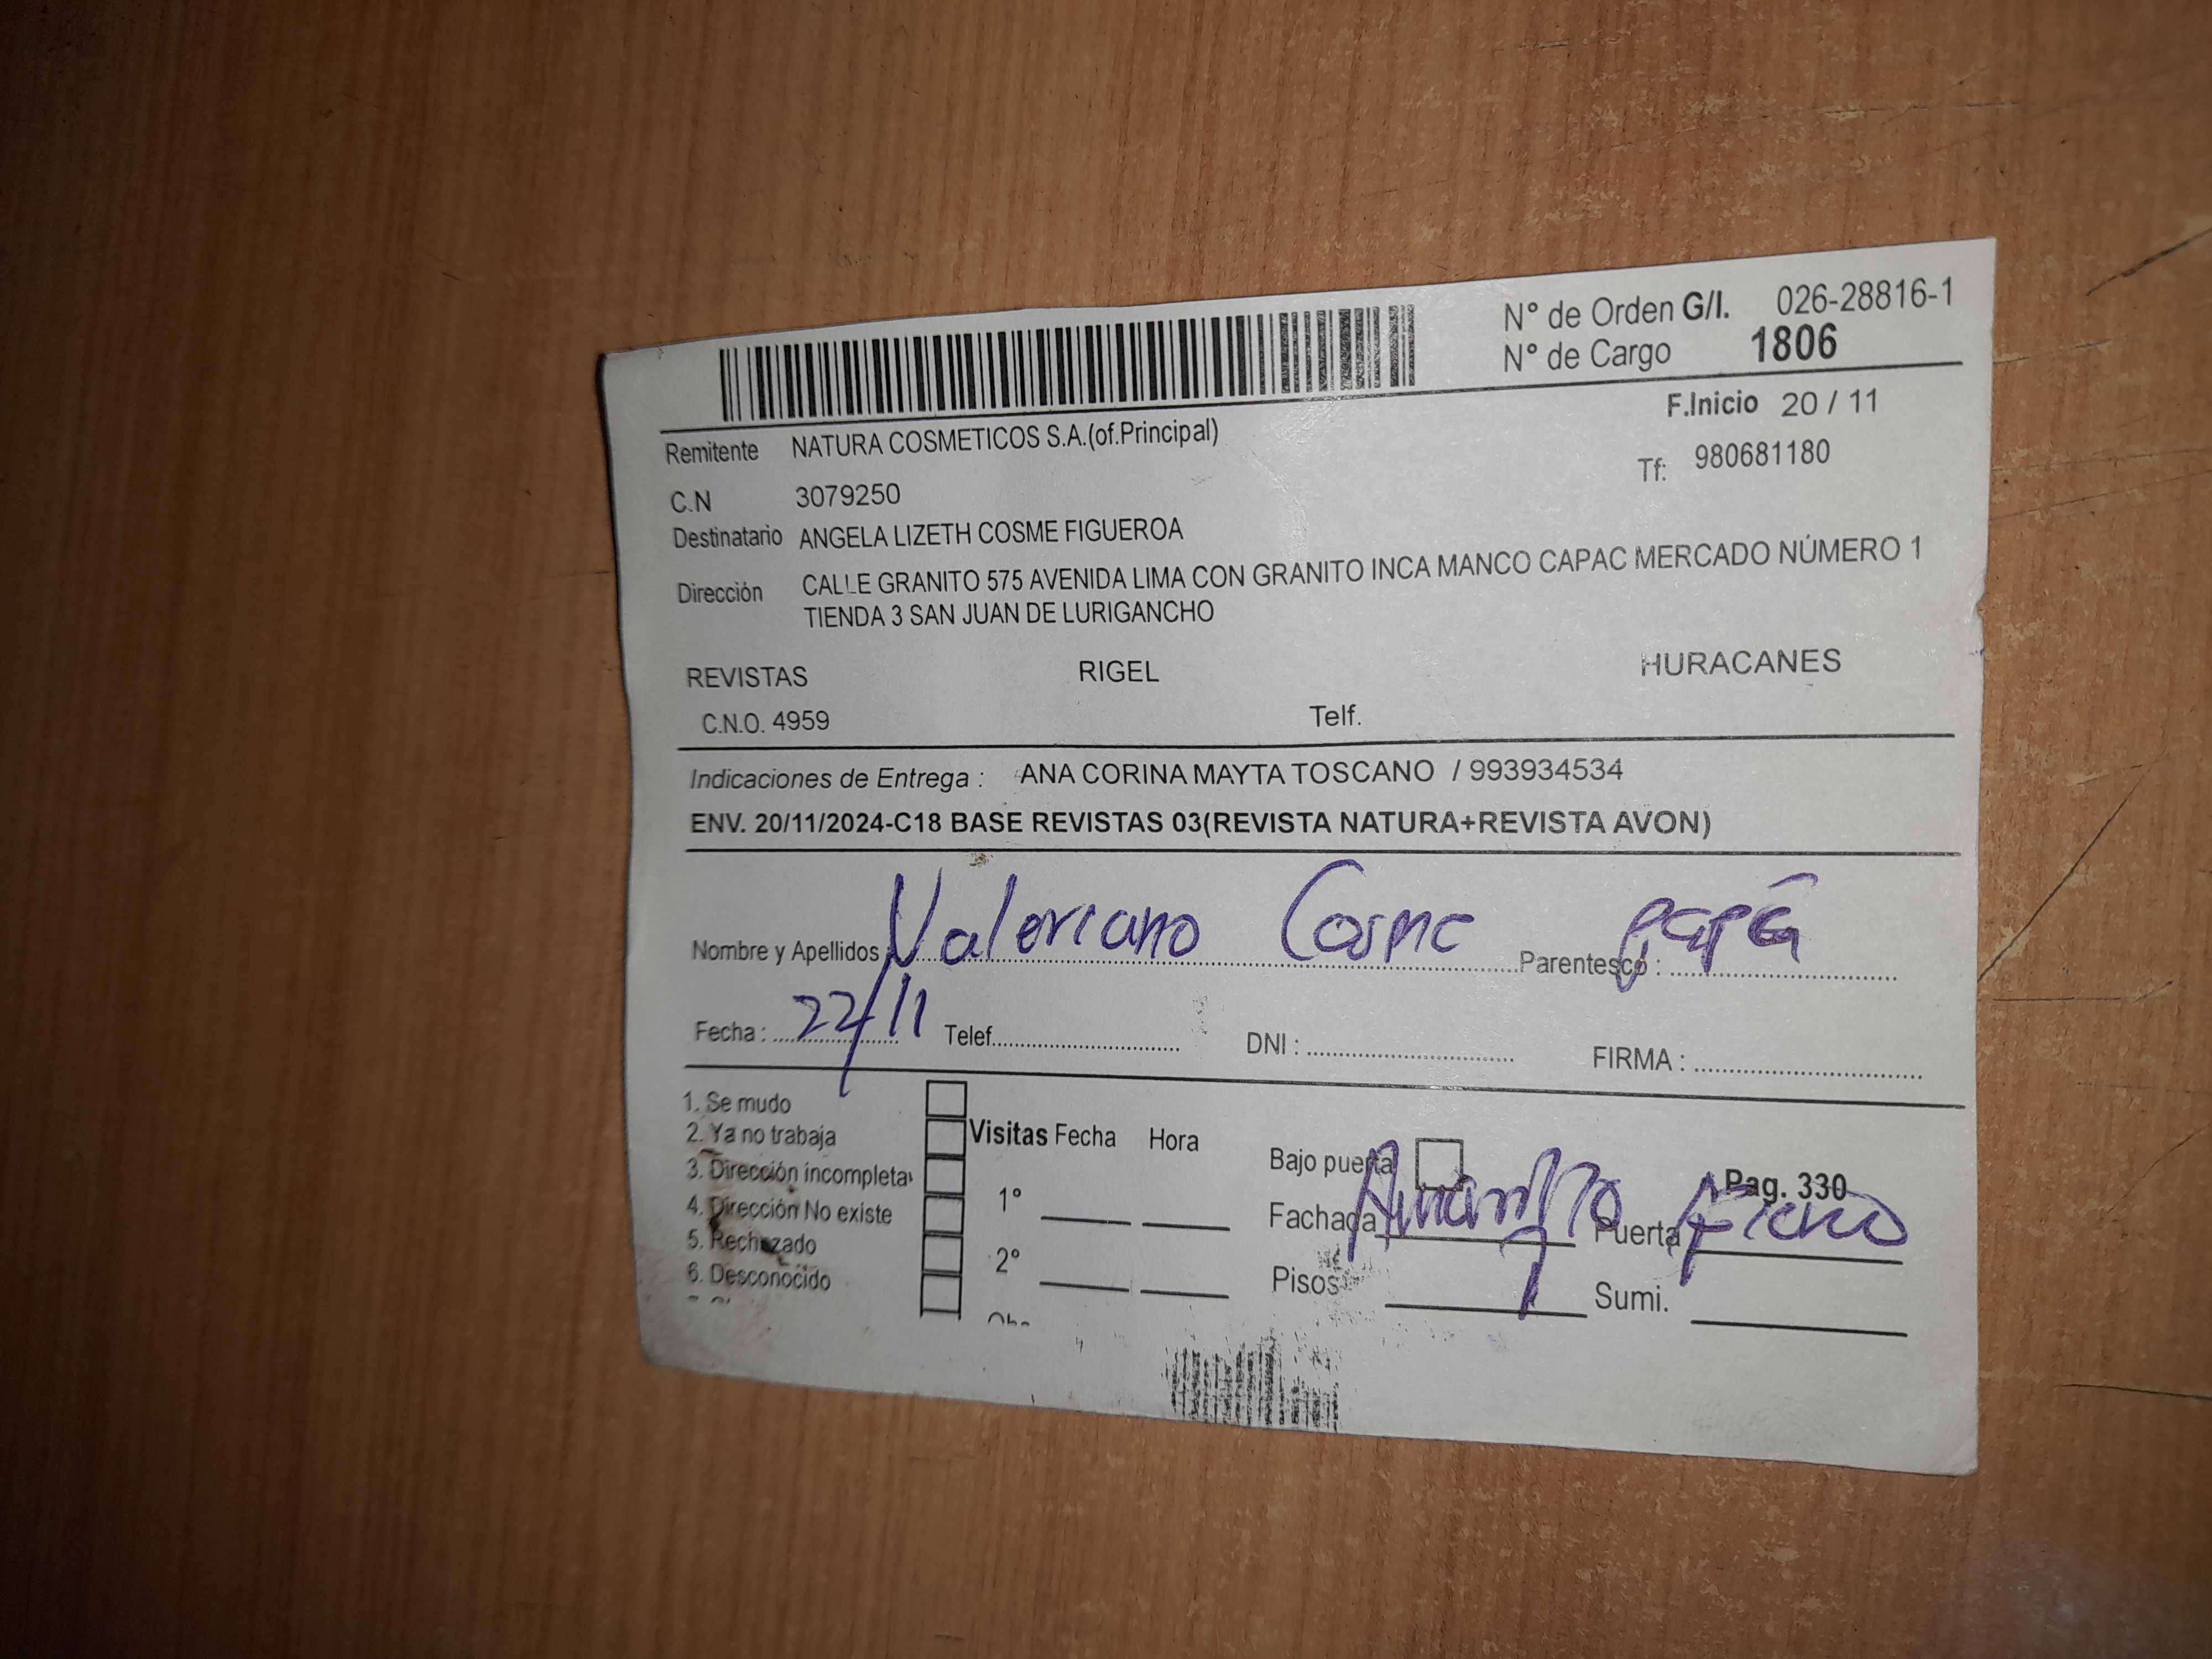 N° de Orden G/I. 026-28816-1
N° de Cargo 1806
F.Inicio 20 / 11
Remitente NATURA COSMETICOS S.A.(of.Principal)
Tf: 980681180
C.N 3079250
Destinatario ANGELA LIZETH COSME FIGUEROA
Dirección CALLE GRANITO 575 AVENIDA LIMA CON GRANITO INCA MANCO CAPAC MERCADO NÚMERO 1
TIENDA 3 SAN JUAN DE LURIGANCHO
REVISTAS RIGEL HURACANES
C.N.O. 4959 Telf.
Indicaciones de Entrega : ANA CORINA MAYTA TOSCANO / 993934534
ENV. 20/11/2024-C18 BASE REVISTAS 03(REVISTA NATURA+REVISTA AVON)
Nombre y Apellidos Valeriano Cosme Parentesco : papá
Fecha : 22/11 Telef. DNI : FIRMA :
1. Se mudo
2. Ya no trabaja Visitas Fecha Hora
3. Dirección incompleta
4. Dirección No existe
5. Rechazado
6. Desconocido
1°
2°
Bajo puerta Pag. 330
Fachada Amarillo Puerta Fierro
Pisos 1 Sumi.